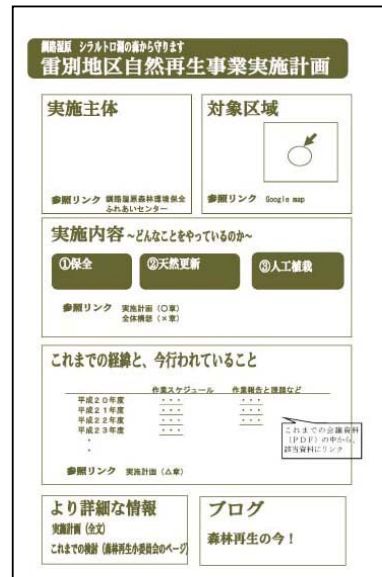 釧路湿原 シラルトロ湖の森から守ります
雷別地区自然再生事業実施計画
実施主体
参照リンク 釧路湿原森林環境保全
ふれあいセンター
対象区域
参照リンク Google map
実施内容 ~どんなことをやっているのか~
①保全
②天然更新
③人工植栽
参照リンク 実施計画(○章)
全体構想(×章)
これまでの経緯と、今行われていること
作業スケジュール 作業報告と課題など
平成20年度 ・・・ ・・・
平成21年度 ・・・ ・・・
平成22年度 ・・・ ・・・
平成23年度 ・・・
・
・
これまでの会議資料
(PDF)の中から、
該当資料にリンク
参照リンク 実施計画(△章)
より詳細な情報
実施計画(全文)
これまでの検討(森林再生小委員会のページ)
ブログ
森林再生の今!